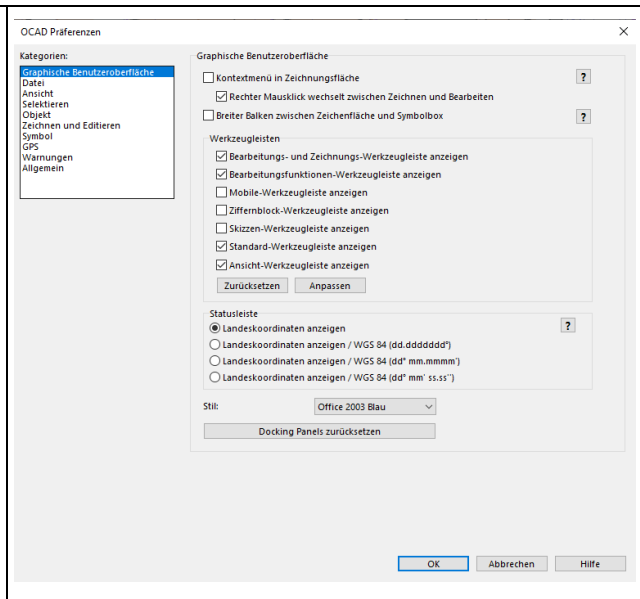 OCAD Präferenzen
Kategorien:
Graphische Benutzeroberfläche
Datei
Ansicht
Selektieren
Objekt
Zeichnen und Editieren
Symbol
GPS
Warnungen
Allgemein
Graphische Benutzeroberfläche
Kontextmenü in Zeichnungsfläche ?
Rechter Mausklick wechselt zwischen Zeichnen und Bearbeiten
Breiter Balken zwischen Zeichenfläche und Symbolbox ?
Werkzeugleisten
Bearbeitungs- und Zeichnungs-Werkzeugleiste anzeigen
Bearbeitungsfunktionen-Werkzeugleiste anzeigen
Mobile-Werkzeugleiste anzeigen
Ziffernblock-Werkzeugleiste anzeigen
Skizzen-Werkzeugleiste anzeigen
Standard-Werkzeugleiste anzeigen
Ansicht-Werkzeugleiste anzeigen
Zurücksetzen Anpassen
Statusleiste
Landeskoordinaten anzeigen ?
Landeskoordinaten anzeigen / WGS 84 (dd.ddddddd°)
Landeskoordinaten anzeigen / WGS 84 (dd° mm.mmmm')
Landeskoordinaten anzeigen / WGS 84 (dd° mm' ss.ss'')
Stil: Office 2003 Blau
Docking Panels zurücksetzen
OK Abbrechen Hilfe